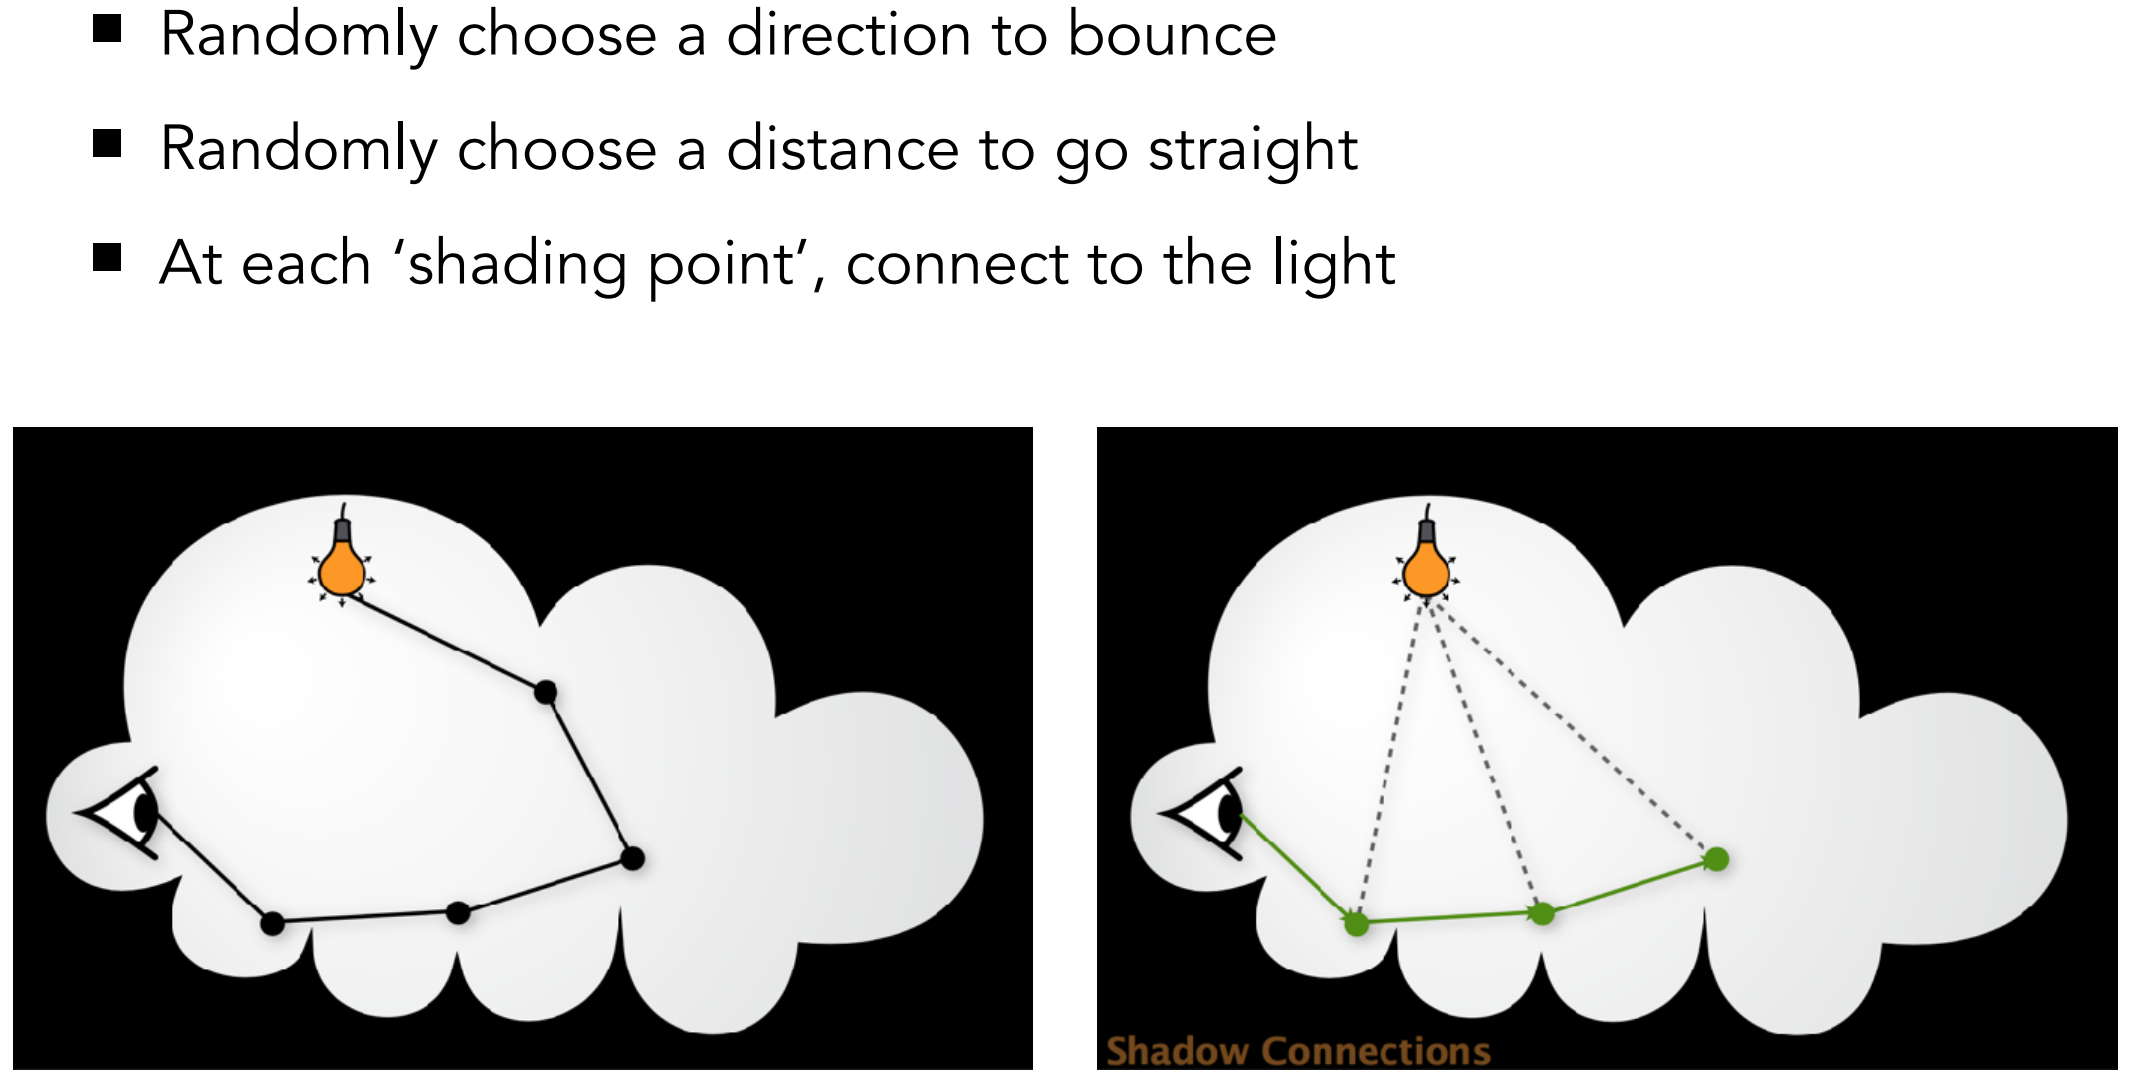 ■ Randomly choose a direction to bounce
■ Randomly choose a distance to go straight
■ At each ‘shading point’, connect to the light
Shadow Connections